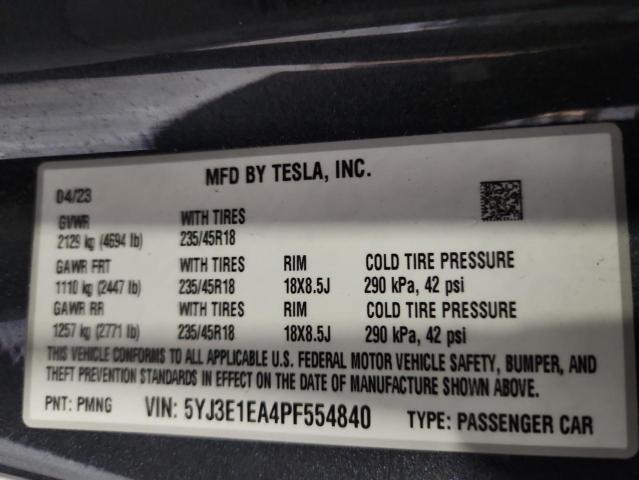 MFD BY TESLA, INC.
04/23
GVWR WITH TIRES
2129 kg (4694 lb) 235/45R18
GAWR FRT WITH TIRES RIM COLD TIRE PRESSURE
1110 kg (2447 lb) 235/45R18 18X8.5J 290 kPa, 42 psi
GAWR RR WITH TIRES RIM COLD TIRE PRESSURE
1257 kg (2771 lb) 235/45R18 18X8.5J 290 kPa, 42 psi
THIS VEHICLE CONFORMS TO ALL APPLICABLE U.S. FEDERAL MOTOR VEHICLE SAFETY, BUMPER, AND
THEFT PREVENTION STANDARDS IN EFFECT ON THE DATE OF MANUFACTURE SHOWN ABOVE.
PNT: PMNG VIN: 5YJ3E1EA4PF554840 TYPE: PASSENGER CAR